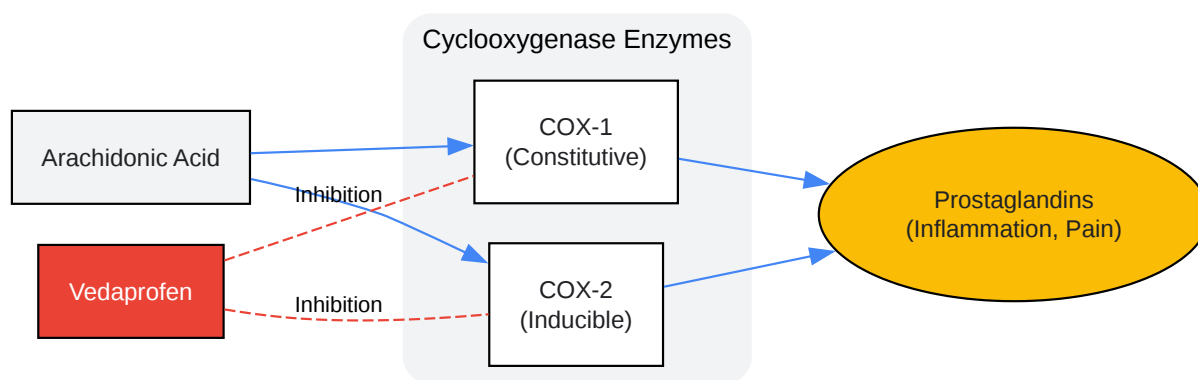 Cyclooxygenase Enzymes
Arachidonic Acid
COX-1
(Constitutive)
Inhibition
Vedaprofen
Inhibition
COX-2
(Inducible)
Prostaglandins
(Inflammation, Pain)